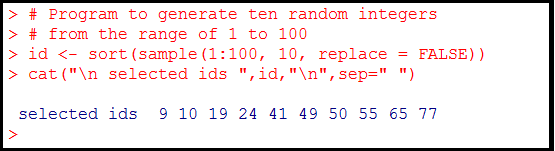 > # Program to generate ten random integers
> # from the range of 1 to 100
> id <- sort(sample(1:100, 10, replace = FALSE))
> cat("\n selected ids ",id,"\n",sep=" ")
selected ids  9 10 19 24 41 49 50 55 65 77
>